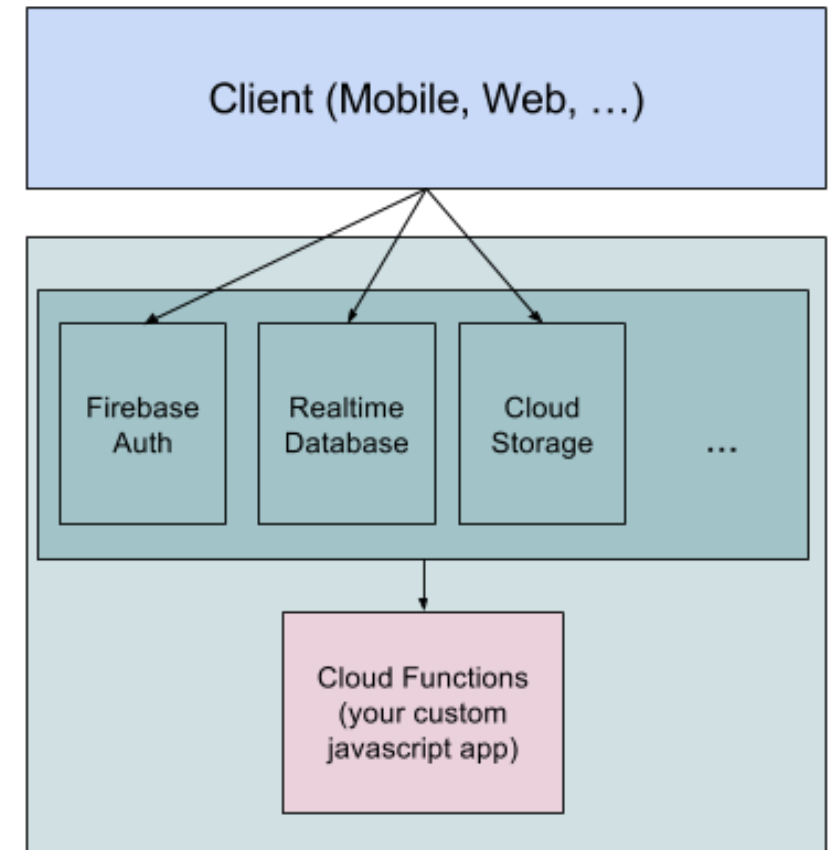 Client (Mobile, Web, …)
Firebase
Auth
Realtime
Database
Cloud
Storage
...
Cloud Functions
(your custom
javascript app)